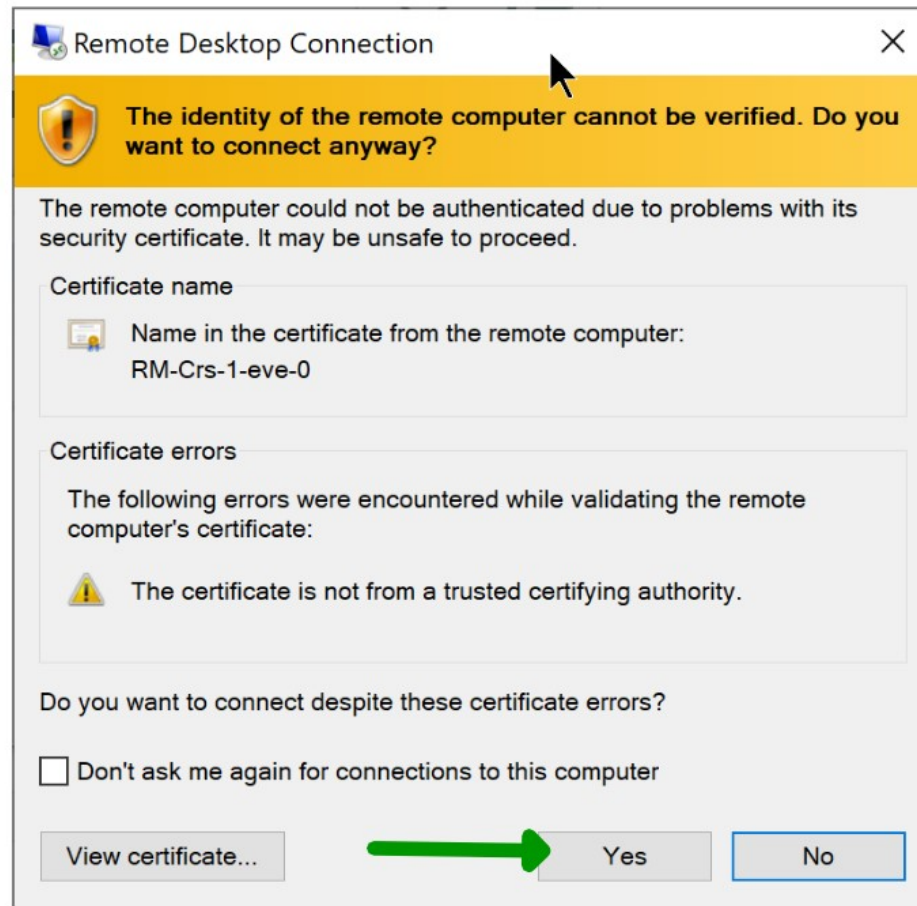 Remote Desktop Connection
The identity of the remote computer cannot be verified. Do you
want to connect anyway?
The remote computer could not be authenticated due to problems with its
security certificate. It may be unsafe to proceed.
Certificate name
Name in the certificate from the remote computer:
RM-Crs-1-eve-0
Certificate errors
The following errors were encountered while validating the remote
computer's certificate:
The certificate is not from a trusted certifying authority.
Do you want to connect despite these certificate errors?
Don't ask me again for connections to this computer
View certificate...
Yes
No